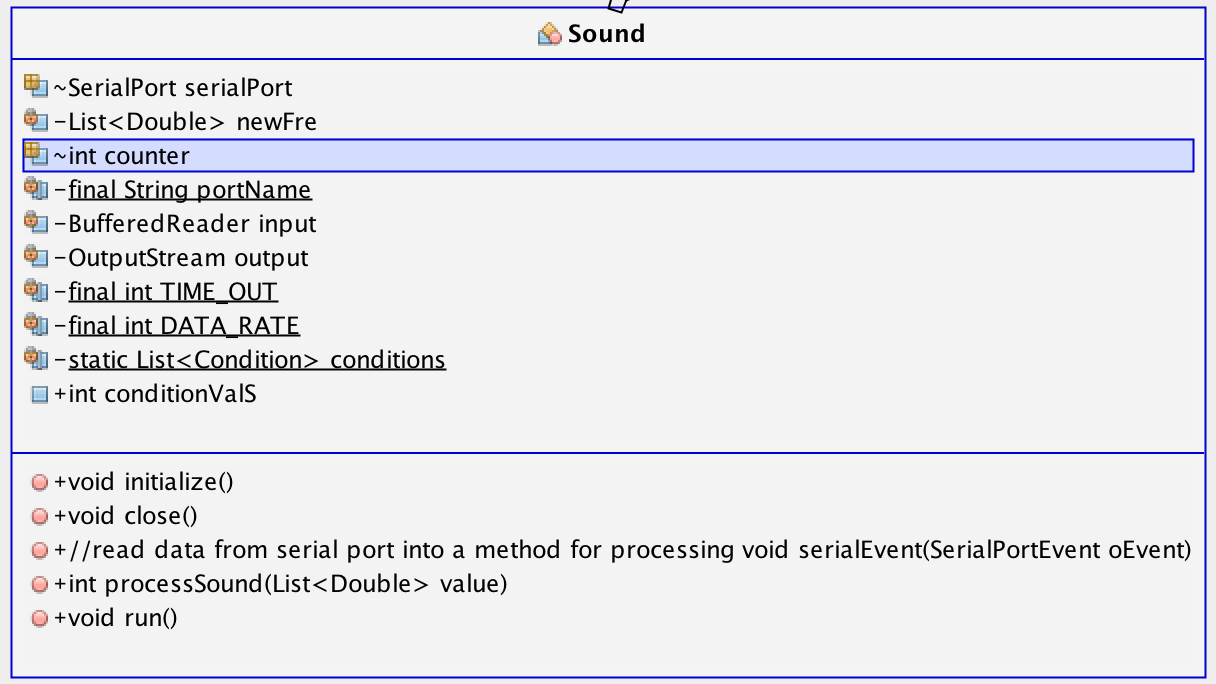 Sound
~SerialPort serialPort
-List<Double> newFre
~int counter
-final String portName
-BufferedReader input
-OutputStream output
-final int TIME_OUT
-final int DATA_RATE
-static List<Condition> conditions
+int conditionValS
+void initialize()
+void close()
+//read data from serial port into a method for processing void serialEvent(SerialPortEvent oEvent)
+int processSound(List<Double> value)
+void run()